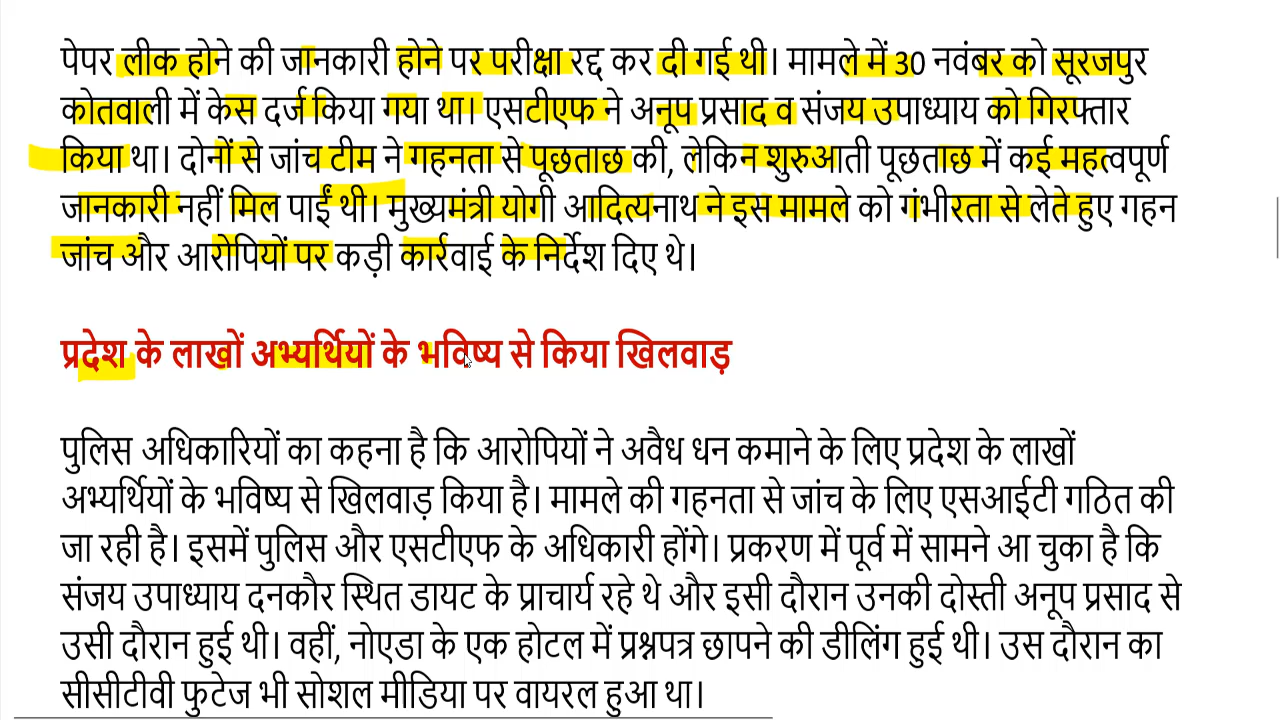 पेपर लीक होने की जानकारी होने पर परीक्षा रद्द कर दी गई थी। मामले में 30 नवंबर को सूरजपुर
कोतवाली में केस दर्ज किया गया था। एसटीएफ ने अनूप प्रसाद व संजय उपाध्याय को गिरफ्तार
किया था। दोनों से जांच टीम ने गहनता से पूछताछ की, लेकिन शुरुआती पूछताछ में कई महत्वपूर्ण
जानकारी नहीं मिल पाईं थी। मुख्यमंत्री योगी आदित्यनाथ ने इस मामले को गंभीरता से लेते हुए गहन
जांच और आरोपियों पर कड़ी कार्रवाई के निर्देश दिए थे।
प्रदेश के लाखों अभ्यर्थियों के भविष्य से किया खिलवाड़
पुलिस अधिकारियों का कहना है कि आरोपियों ने अवैध धन कमाने के लिए प्रदेश के लाखों
अभ्यर्थियों के भविष्य से खिलवाड़ किया है। मामले की गहनता से जांच के लिए एसआईटी गठित की
जा रही है। इसमें पुलिस और एसटीएफ के अधिकारी होंगे। प्रकरण में पूर्व में सामने आ चुका है कि
संजय उपाध्याय दनकौर स्थित डायट के प्राचार्य रहे थे और इसी दौरान उनकी दोस्ती अनूप प्रसाद से
उसी दौरान हुई थी। वहीं, नोएडा के एक होटल में प्रश्नपत्र छापने की डीलिंग हुई थी। उस दौरान का
सीसीटीवी फुटेज भी सोशल मीडिया पर वायरल हुआ था।